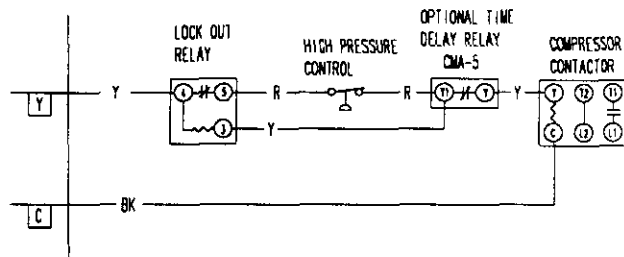 OPTIONAL TIME
DELAY RELAY
CMA-5
LOCK OUT
RELAY
HIGH PRESSURE
CONTROL
COMPRESSOR
CONTACTOR
Y Y 4 5 R R T1 Y Y T T2 T1
3 Y C L2 L1
C BK